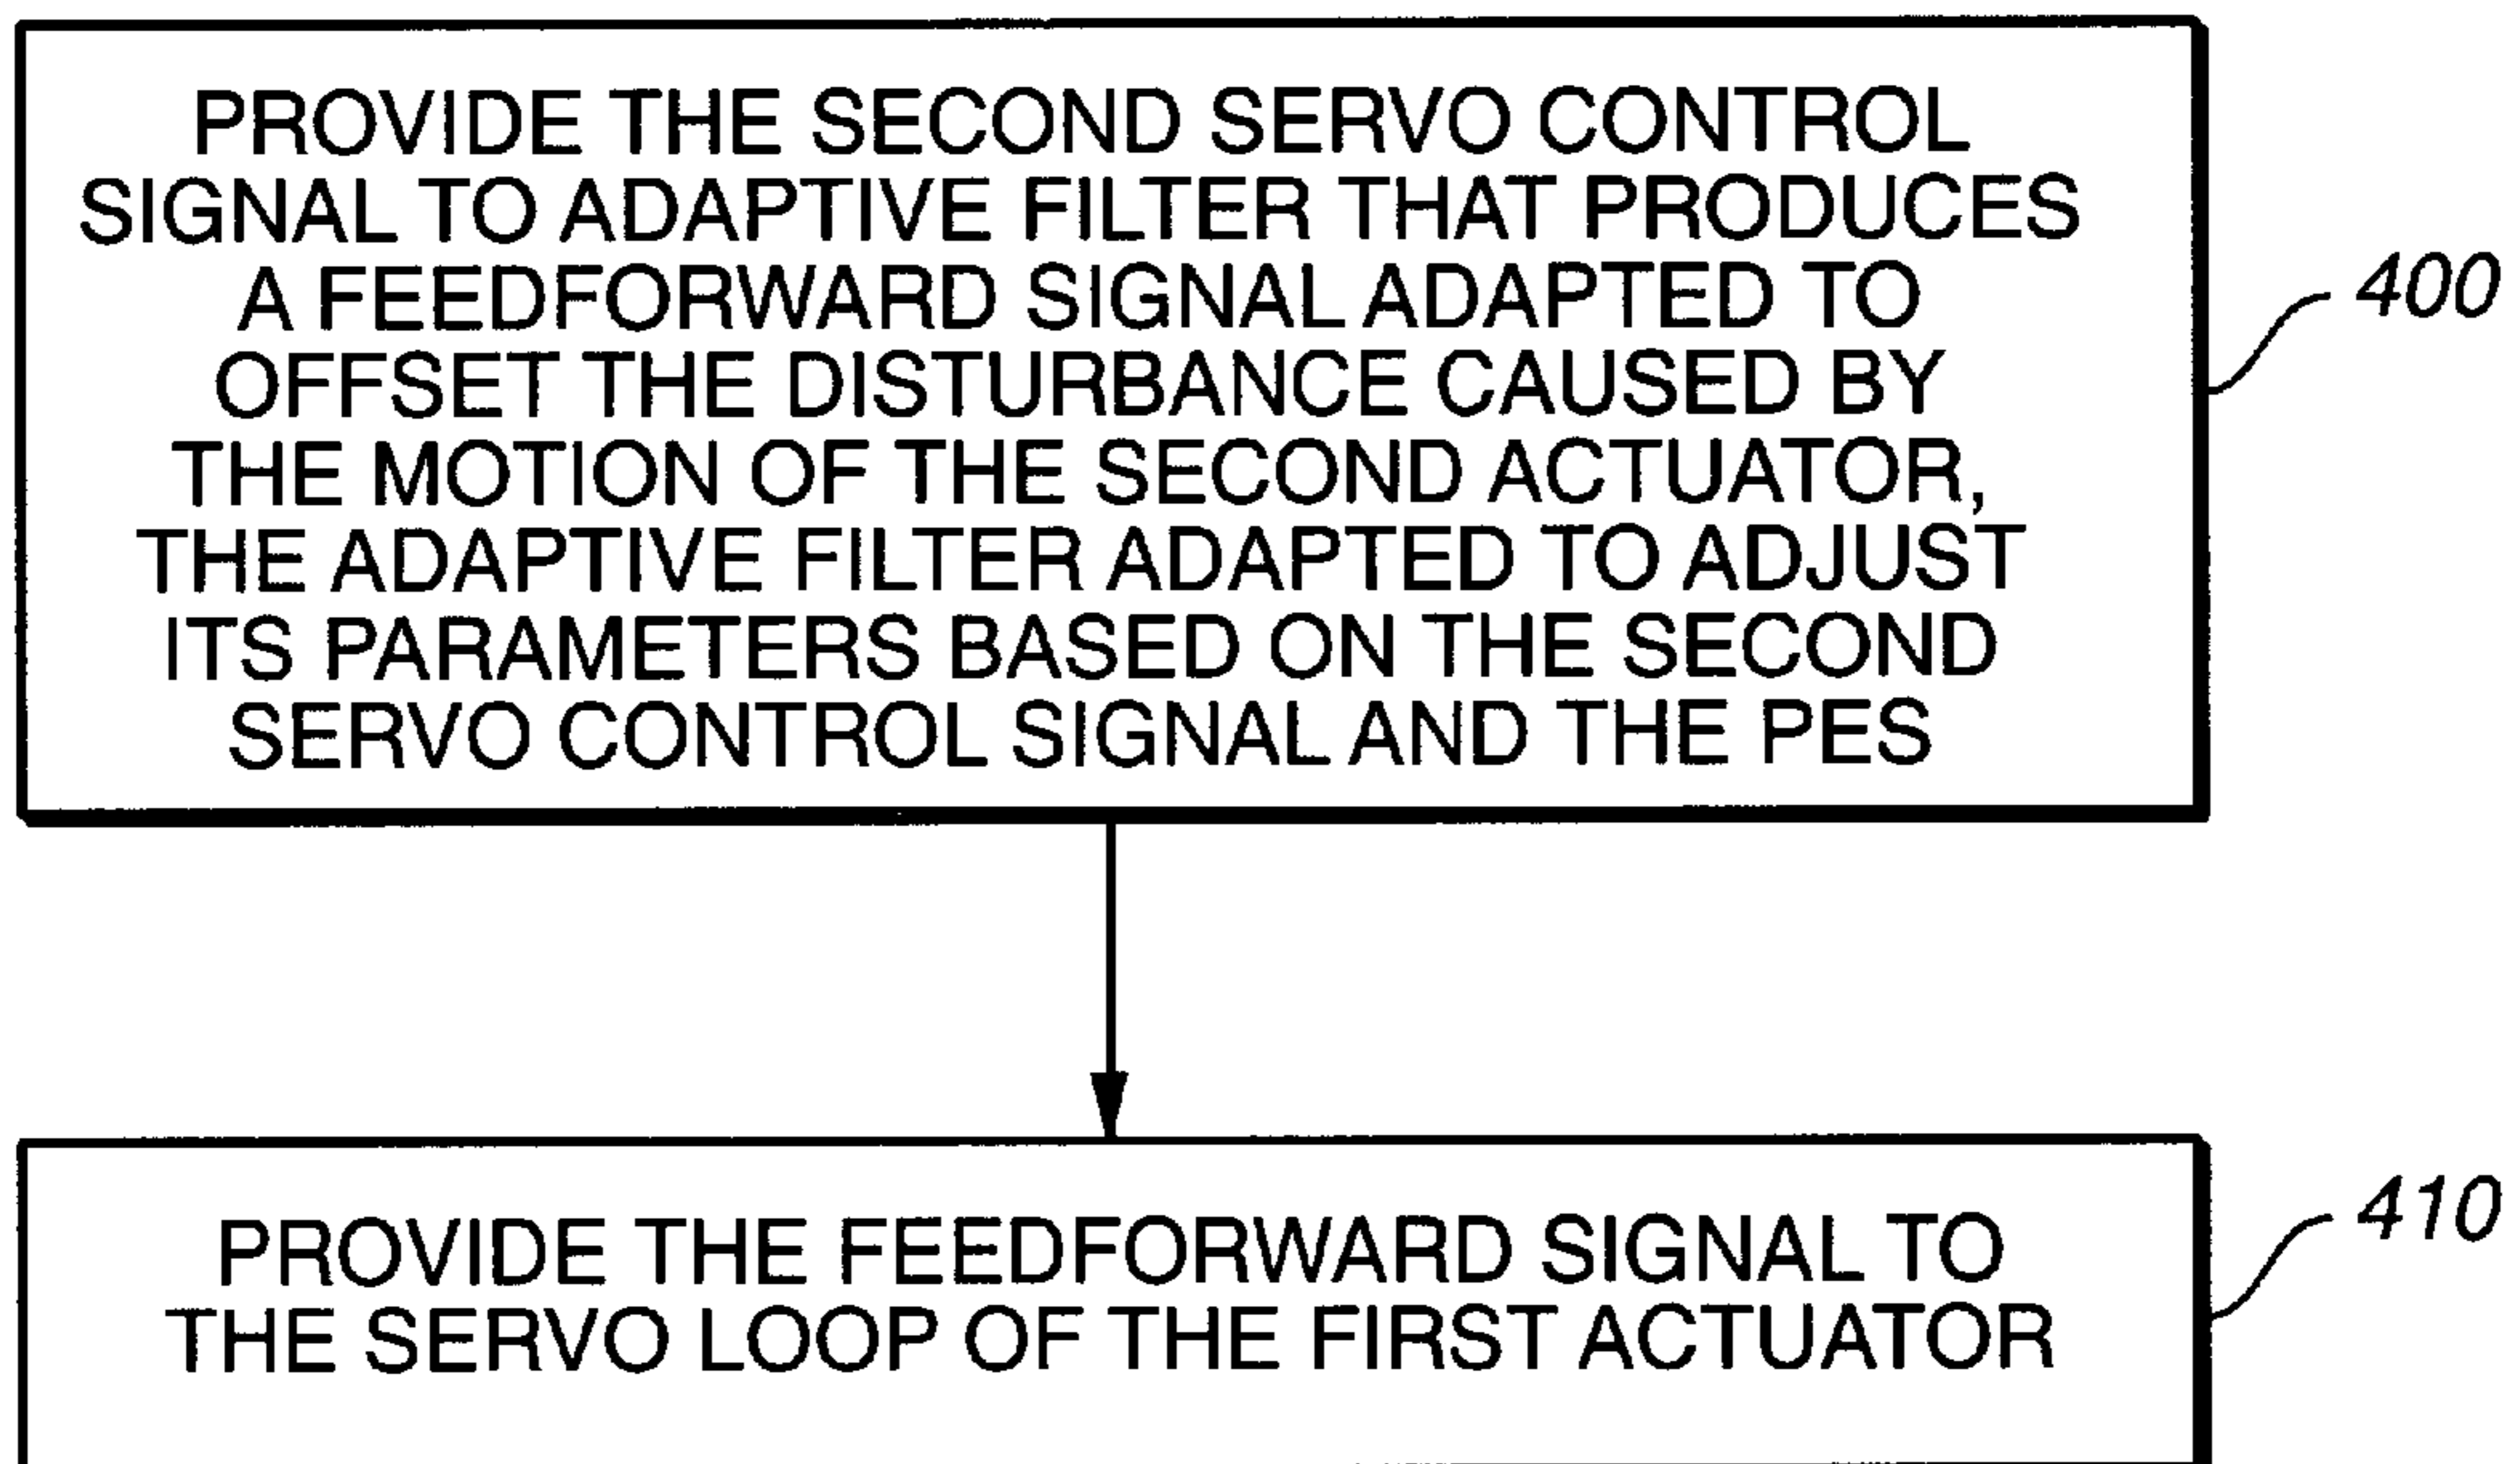 PROVIDE THE SECOND SERVO CONTROL
SIGNAL TO ADAPTIVE FILTER THAT PRODUCES
A FEEDFORWARD SIGNAL ADAPTED TO
OFFSET THE DISTURBANCE CAUSED BY
THE MOTION OF THE SECOND ACTUATOR,
THE ADAPTIVE FILTER ADAPTED TO ADJUST
ITS PARAMETERS BASED ON THE SECOND
SERVO CONTROL SIGNAL AND THE PES
400
PROVIDE THE FEEDFORWARD SIGNAL TO
THE SERVO LOOP OF THE FIRST ACTUATOR
410